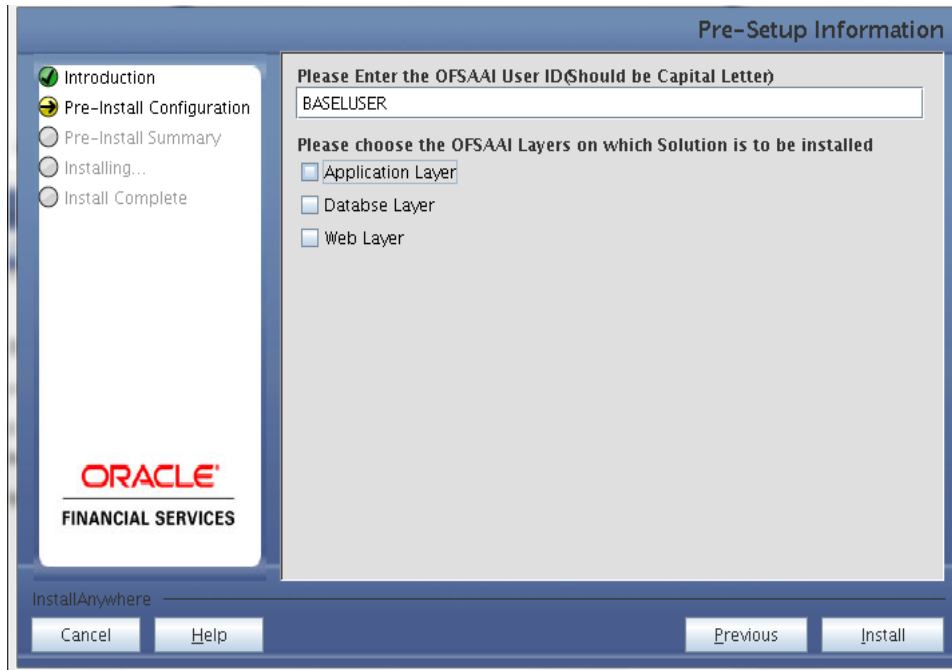 Pre-Setup Information
Introduction
Pre-Install Configuration
Pre-Install Summary
Installing...
Install Complete
ORACLE'
FINANCIAL SERVICES
Please Enter the OFSAAI User ID(Should be Capital Letter)
BASELUSER
Please choose the OFSAAI Layers on which Solution is to be installed
Application Layer
Databse Layer
Web Layer
InstallAnywhere
Cancel
Help
Previous
Install